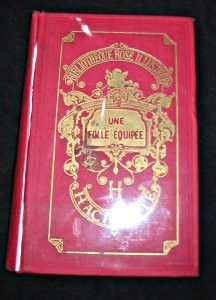 BIBLIOTHÈQUE ROSE ILLUSTRÉE
UNE
FOLLE ÉQUIPÉE
H
HACHETTE